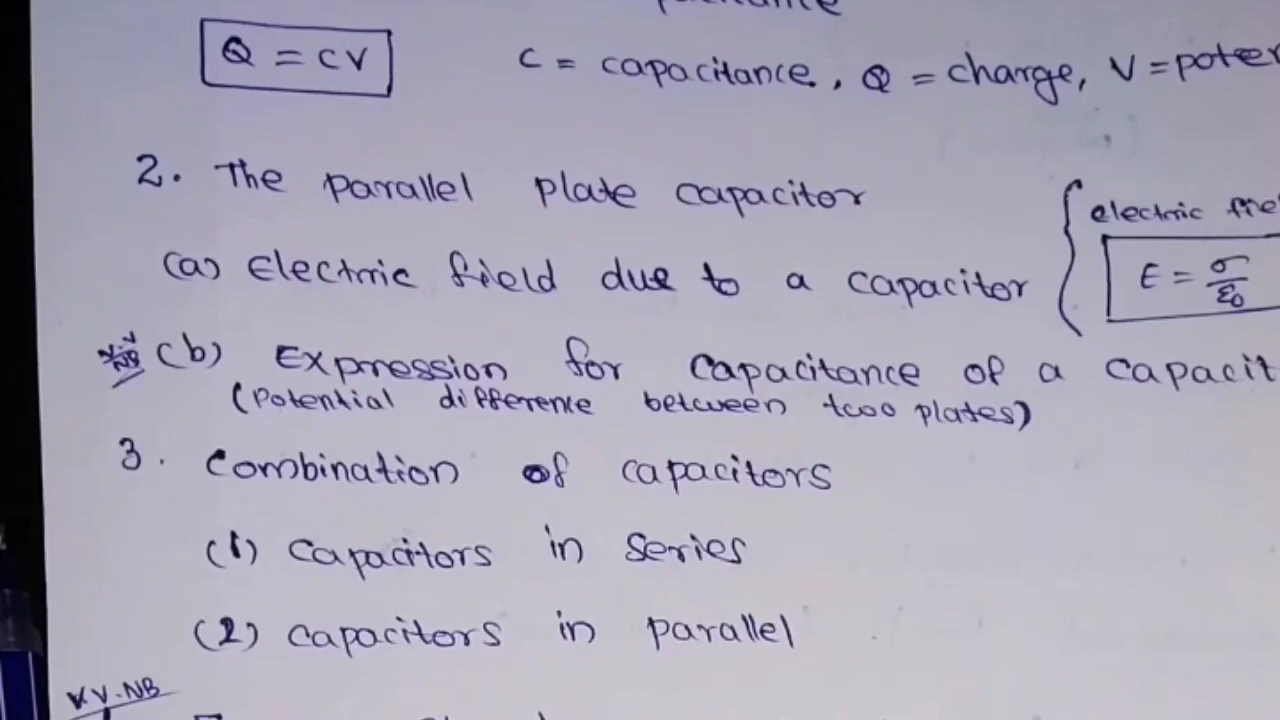 Q = CV
C = capacitance, Q = charge, V = poten
2. The parallel plate capacitor
(a) Electric field due to a capacitor { electric fie
E = σ/ε0
(b) Expression for capacitance of a capacit
(Potential difference between two plates)
3. Combination of capacitors
(1) Capacitors in series
(2) Capacitors in parallel
V.V.NB